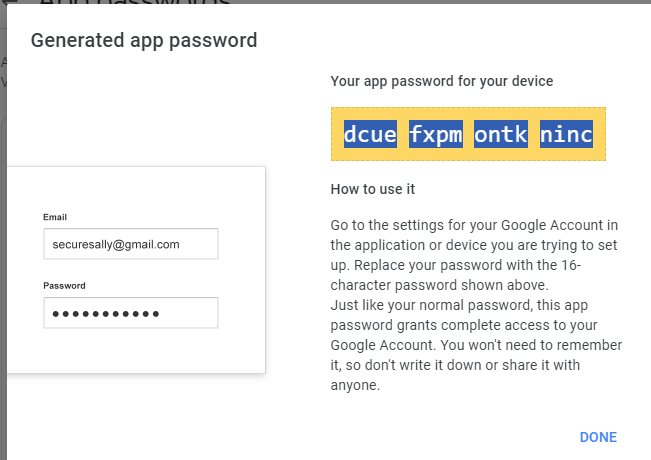 App passwords
Generated app password
Your app password for your device
dcue fxpm ontk ninc
Email
securesally@gmail.com
Password
How to use it
Go to the settings for your Google Account in
the application or device you are trying to set
up. Replace your password with the 16-
character password shown above.
Just like your normal password, this app
password grants complete access to your
Google Account. You won't need to remember
it, so don't write it down or share it with
anyone.
DONE